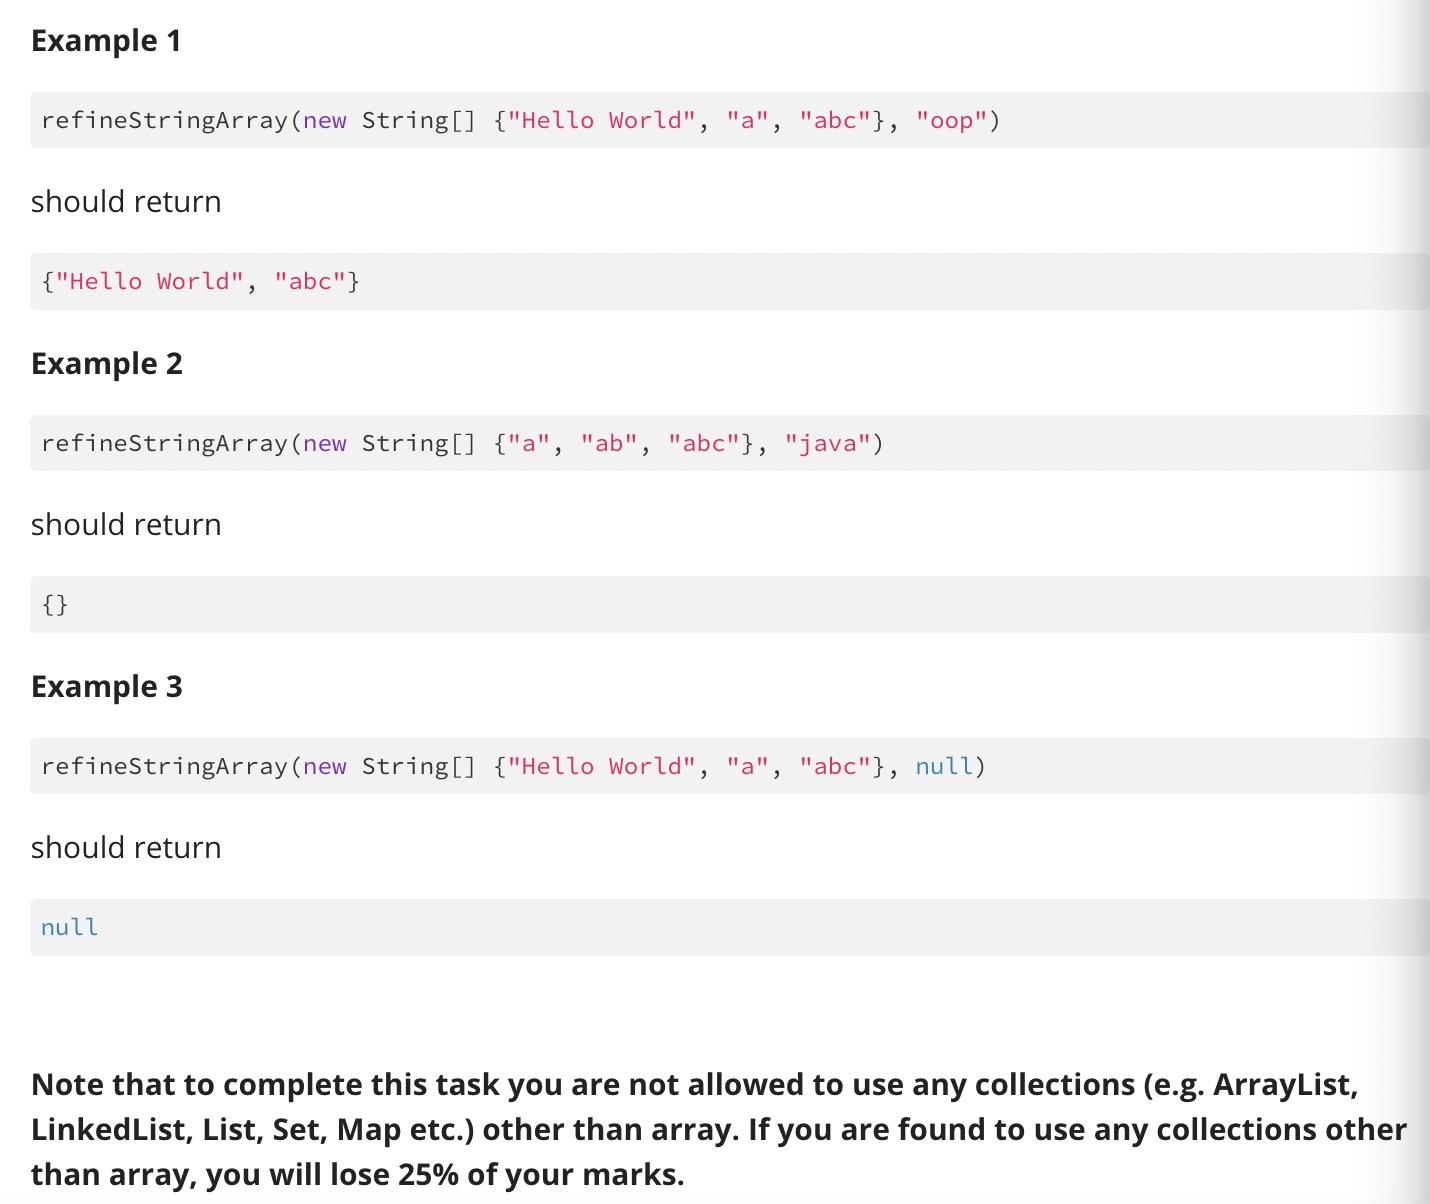 Example 1
refineStringArray(new String[] {"Hello World", "a", "abc"}, "oop")
should return
{"Hello World", "abc"}
Example 2
refineStringArray(new String[] {"a", "ab", "abc"}, "java")
should return
{}
Example 3
refineStringArray(new String[] {"Hello World", "a", "abc"}, null)
should return
null
Note that to complete this task you are not allowed to use any collections (e.g. ArrayList,
LinkedList, List, Set, Map etc.) other than array. If you are found to use any collections other
than array, you will lose 25% of your marks.